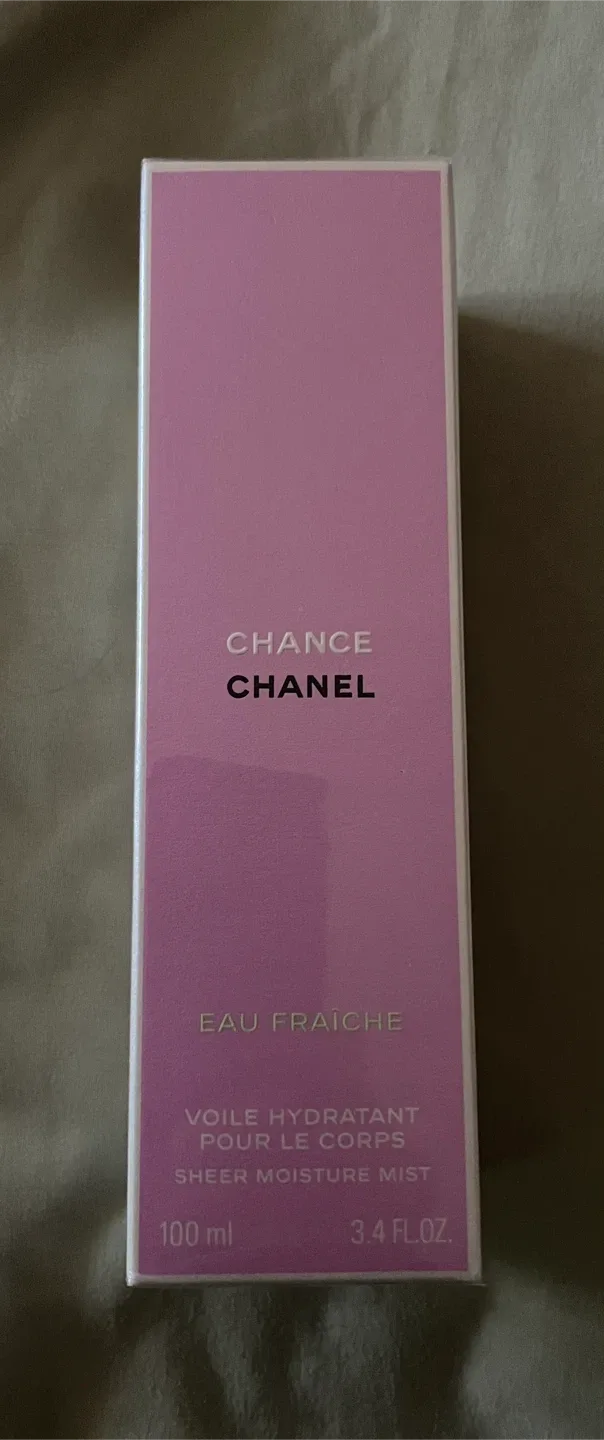 CHANCE
CHANEL
EAU FRAÎCHE
VOILE HYDRATANT
POUR LE CORPS
SHEER MOISTURE MIST
100 ml 3.4 FL.OZ.